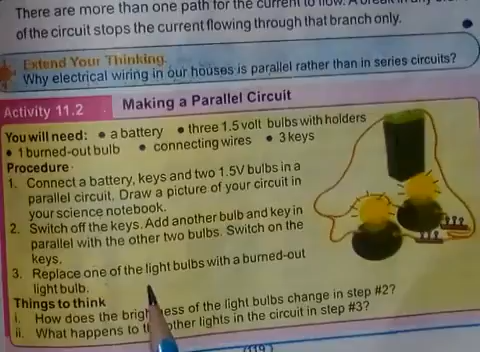 There are more than one path for the current to flow. A break in any
of the circuit stops the current flowing through that branch only.
Extend Your Thinking
Why electrical wiring in our houses is parallel rather than in series circuits?
Activity 11.2 Making a Parallel Circuit
You will need: • a battery • three 1.5 volt bulbs with holders
• 1 burned-out bulb • connecting wires • 3 keys
Procedure
1. Connect a battery, keys and two 1.5V bulbs in a
parallel circuit. Draw a picture of your circuit in
your science notebook.
2. Switch off the keys. Add another bulb and key in
parallel with the other two bulbs. Switch on the
keys.
3. Replace one of the light bulbs with a burned-out
light bulb.
Things to think
i. How does the brightness of the light bulbs change in step #2?
ii. What happens to the other lights in the circuit in step #3?